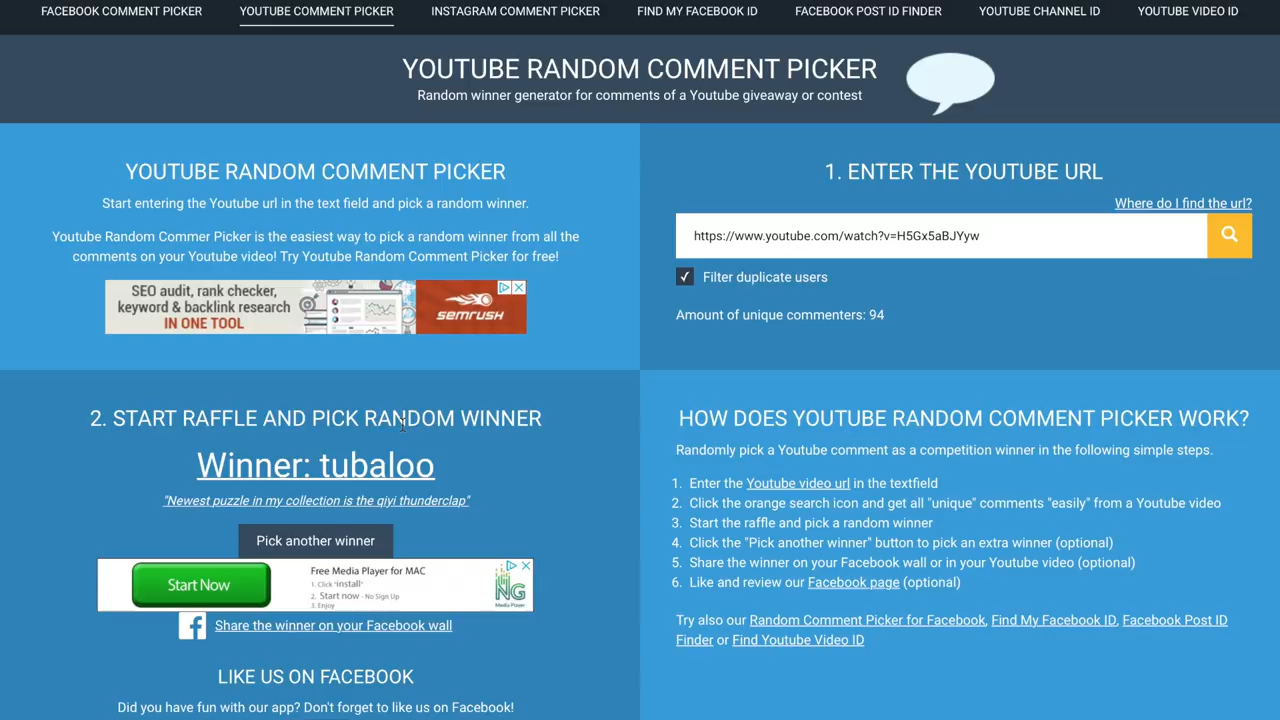 FACEBOOK COMMENT PICKER YOUTUBE COMMENT PICKER INSTAGRAM COMMENT PICKER FIND MY FACEBOOK ID FACEBOOK POST ID FINDER YOUTUBE CHANNEL ID YOUTUBE VIDEO ID
YOUTUBE RANDOM COMMENT PICKER
Random winner generator for comments of a Youtube giveaway or contest
YOUTUBE RANDOM COMMENT PICKER
Start entering the Youtube url in the text field and pick a random winner.
Youtube Random Commer Picker is the easiest way to pick a random winner from all the
comments on your Youtube video! Try Youtube Random Comment Picker for free!
SEO audit, rank checker,
keyword & backlink research
IN ONE TOOL
semrush
1. ENTER THE YOUTUBE URL
Where do I find the url?
https://www.youtube.com/watch?v=H5Gx5aBJYyw
Filter duplicate users
Amount of unique commenters: 94
2. START RAFFLE AND PICK RANDOM WINNER
Winner: tubaloo
"Newest puzzle in my collection is the qiyi thunderclap"
Pick another winner
Start Now
Free Media Player for MAC
1. Click "install"
2. Start now - No Sign Up
3. Enjoy
NG
Media Player
Share the winner on your Facebook wall
LIKE US ON FACEBOOK
Did you have fun with our app? Don't forget to like us on Facebook!
HOW DOES YOUTUBE RANDOM COMMENT PICKER WORK?
Randomly pick a Youtube comment as a competition winner in the following simple steps.
1. Enter the Youtube video url in the textfield
2. Click the orange search icon and get all "unique" comments "easily" from a Youtube video
3. Start the raffle and pick a random winner
4. Click the "Pick another winner" button to pick an extra winner (optional)
5. Share the winner on your Facebook wall or in your Youtube video (optional)
6. Like and review our Facebook page (optional)
Try also our Random Comment Picker for Facebook, Find My Facebook ID, Facebook Post ID
Finder or Find Youtube Video ID